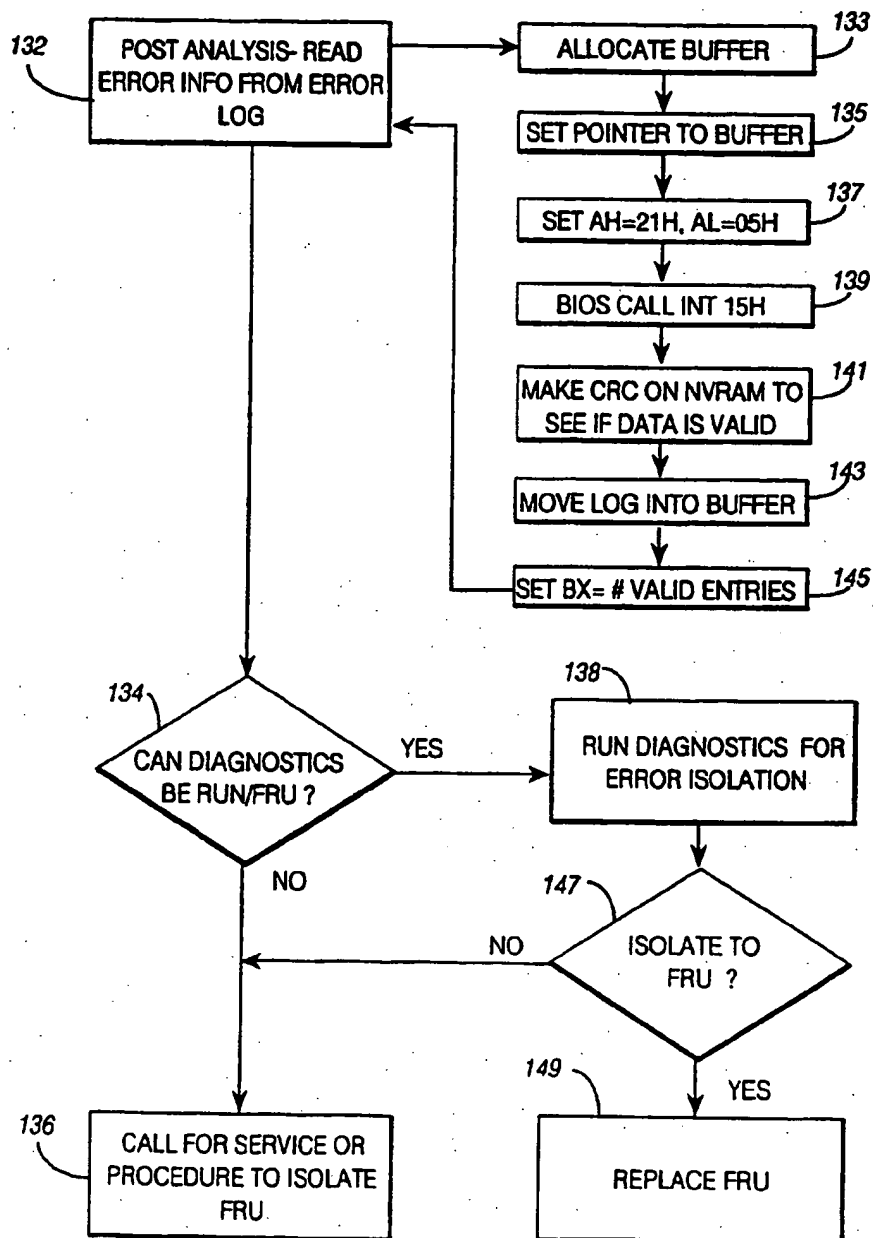 132
POST ANALYSIS- READ
ERROR INFO FROM ERROR
LOG
133
ALLOCATE BUFFER
135
SET POINTER TO BUFFER
137
SET AH=21H, AL=05H
139
BIOS CALL INT 15H
141
MAKE CRC ON NVRAM TO
SEE IF DATA IS VALID
143
MOVE LOG INTO BUFFER
145
SET BX= # VALID ENTRIES
134
CAN DIAGNOSTICS
BE RUN/FRU ?
YES
NO
138
RUN DIAGNOSTICS FOR
ERROR ISOLATION
147
ISOLATE TO
FRU ?
NO
YES
136
CALL FOR SERVICE OR
PROCEDURE TO ISOLATE
FRU
149
REPLACE FRU